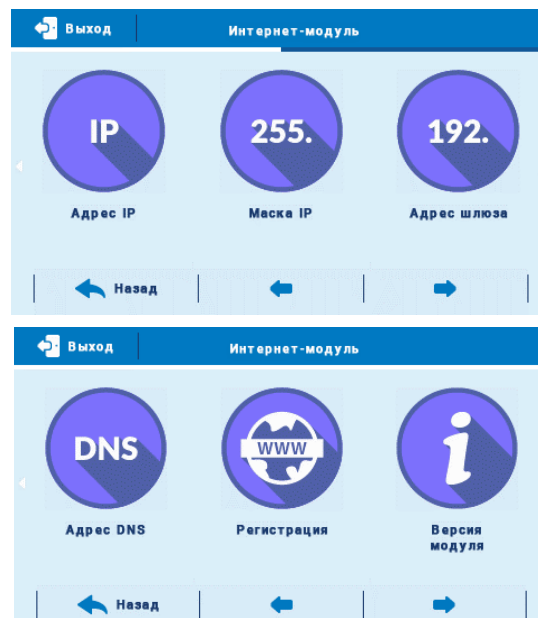 Выход Интернет-модуль
IP 255. 192.
Адрес IP Маска IP Адрес шлюза
Назад
Выход Интернет-модуль
DNS WWW i
Адрес DNS Регистрация Версия
модуля
Назад